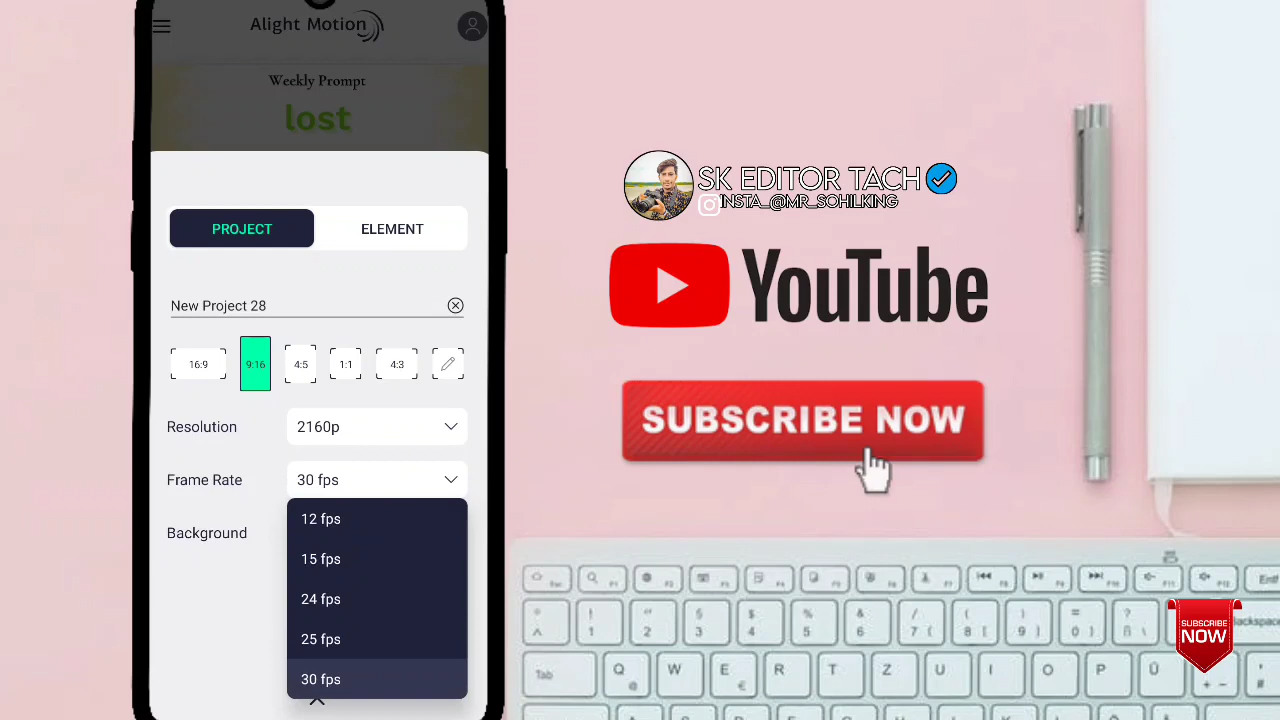 Alight Motion
Weekly Prompt
lost
PROJECT
ELEMENT
New Project 28
16:9
9:16
4:5
1:1
4:3
Resolution
2160p
Frame Rate
30 fps
Background
12 fps
15 fps
24 fps
25 fps
30 fps
SK EDITOR TACH
INSTA_@MR_SOHILKING
YouTube
SUBSCRIBE NOW
SUBSCRIBE
NOW
Tab
Q
@
W
E
€
R
T
Z
U
I
O
P
Ü